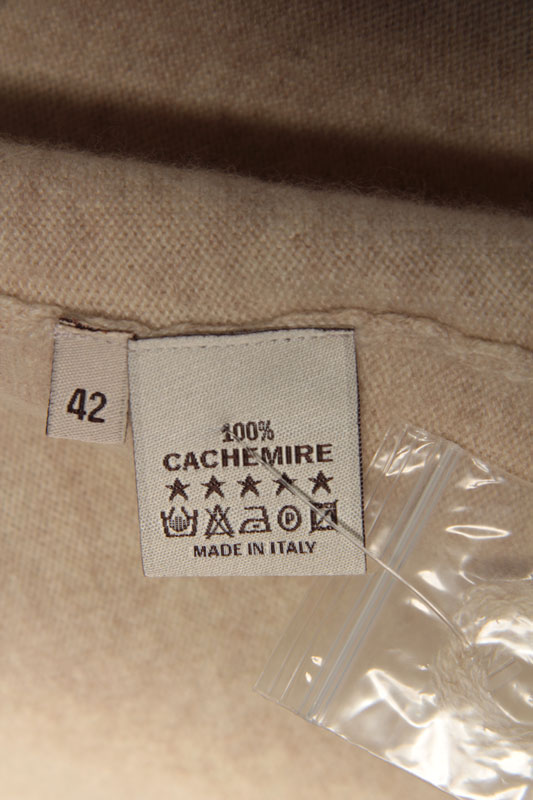 42
100%
CACHEMIRE
P
MADE IN ITALY